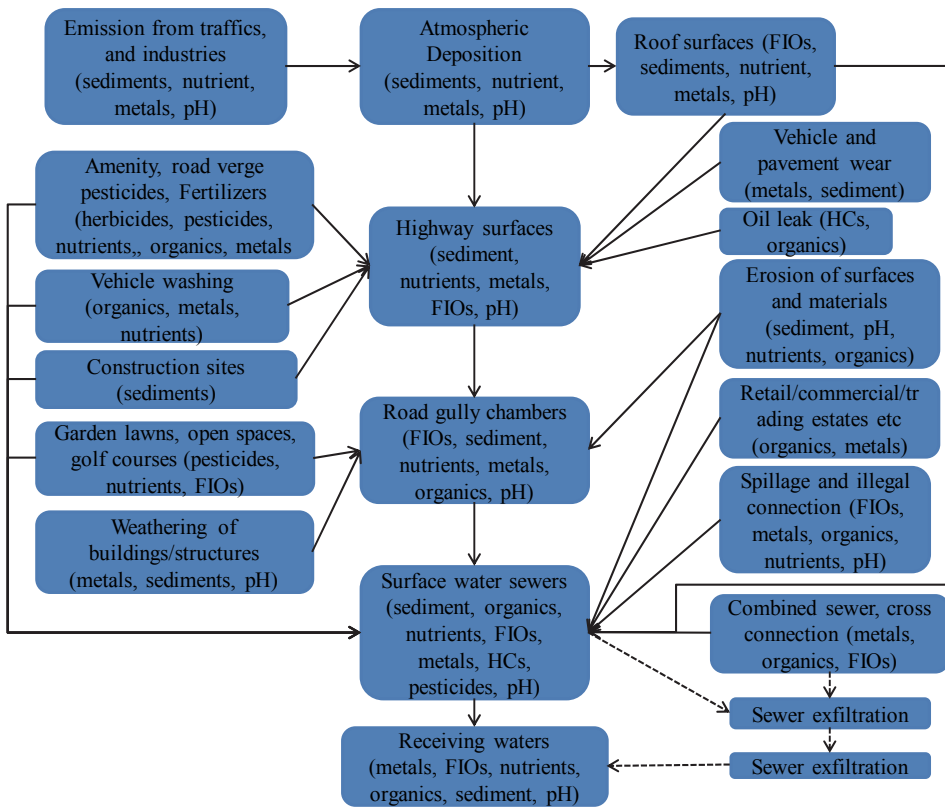 Emission from traffics,
and industries
(sediments, nutrient,
metals, pH)
Atmospheric
Deposition
(sediments, nutrient,
metals, pH)
Roof surfaces (FIOs,
sediments, nutrient,
metals, pH)
Amenity, road verge
pesticides, Fertilizers
(herbicides, pesticides,
nutrients,, organics, metals
Vehicle and
pavement wear
(metals, sediment)
Highway surfaces
(sediment,
nutrients, metals,
FIOs, pH)
Oil leak (HCs,
organics)
Vehicle washing
(organics, metals,
nutrients)
Erosion of surfaces
and materials
(sediment, pH,
nutrients, organics)
Construction sites
(sediments)
Road gully chambers
(FIOs, sediment,
nutrients, metals,
organics, pH)
Retail/commercial/tr
ading estates etc
(organics, metals)
Garden lawns, open spaces,
golf courses (pesticides,
nutrients, FIOs)
Spillage and illegal
connection (FIOs,
metals, organics,
nutrients, pH)
Weathering of
buildings/structures
(metals, sediments, pH)
Surface water sewers
(sediment, organics,
nutrients, FIOs,
metals, HCs,
pesticides, pH)
Combined sewer, cross
connection (metals,
organics, FIOs)
Sewer exfiltration
Receiving waters
(metals, FIOs, nutrients,
organics, sediment, pH)
Sewer exfiltration